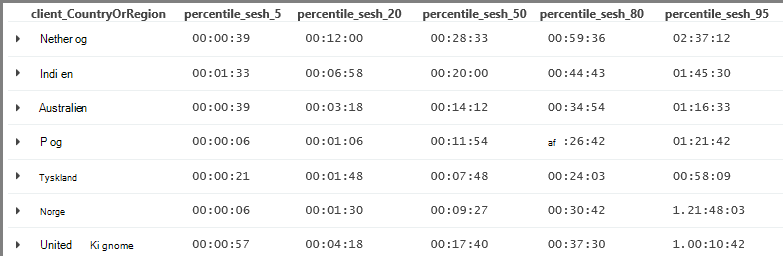 client_CountryOrRegion percentile_sesh_5 percentile_sesh_20 percentile_sesh_50 percentile_sesh_80 percentile_sesh_95
Nether og 00:00:39 00:12:00 00:28:33 00:59:36 02:37:12
Indi en 00:01:33 00:06:58 00:20:00 00:44:43 01:45:30
Australien 00:00:39 00:03:18 00:14:12 00:34:54 01:16:33
P og 00:00:06 00:01:06 00:11:54 af :26:42 01:21:42
Tyskland 00:00:21 00:01:48 00:07:48 00:24:03 00:58:09
Norge 00:00:06 00:01:30 00:09:27 00:30:42 1.21:48:03
United Ki gnome 00:00:57 00:04:18 00:17:40 00:37:30 1.00:10:42